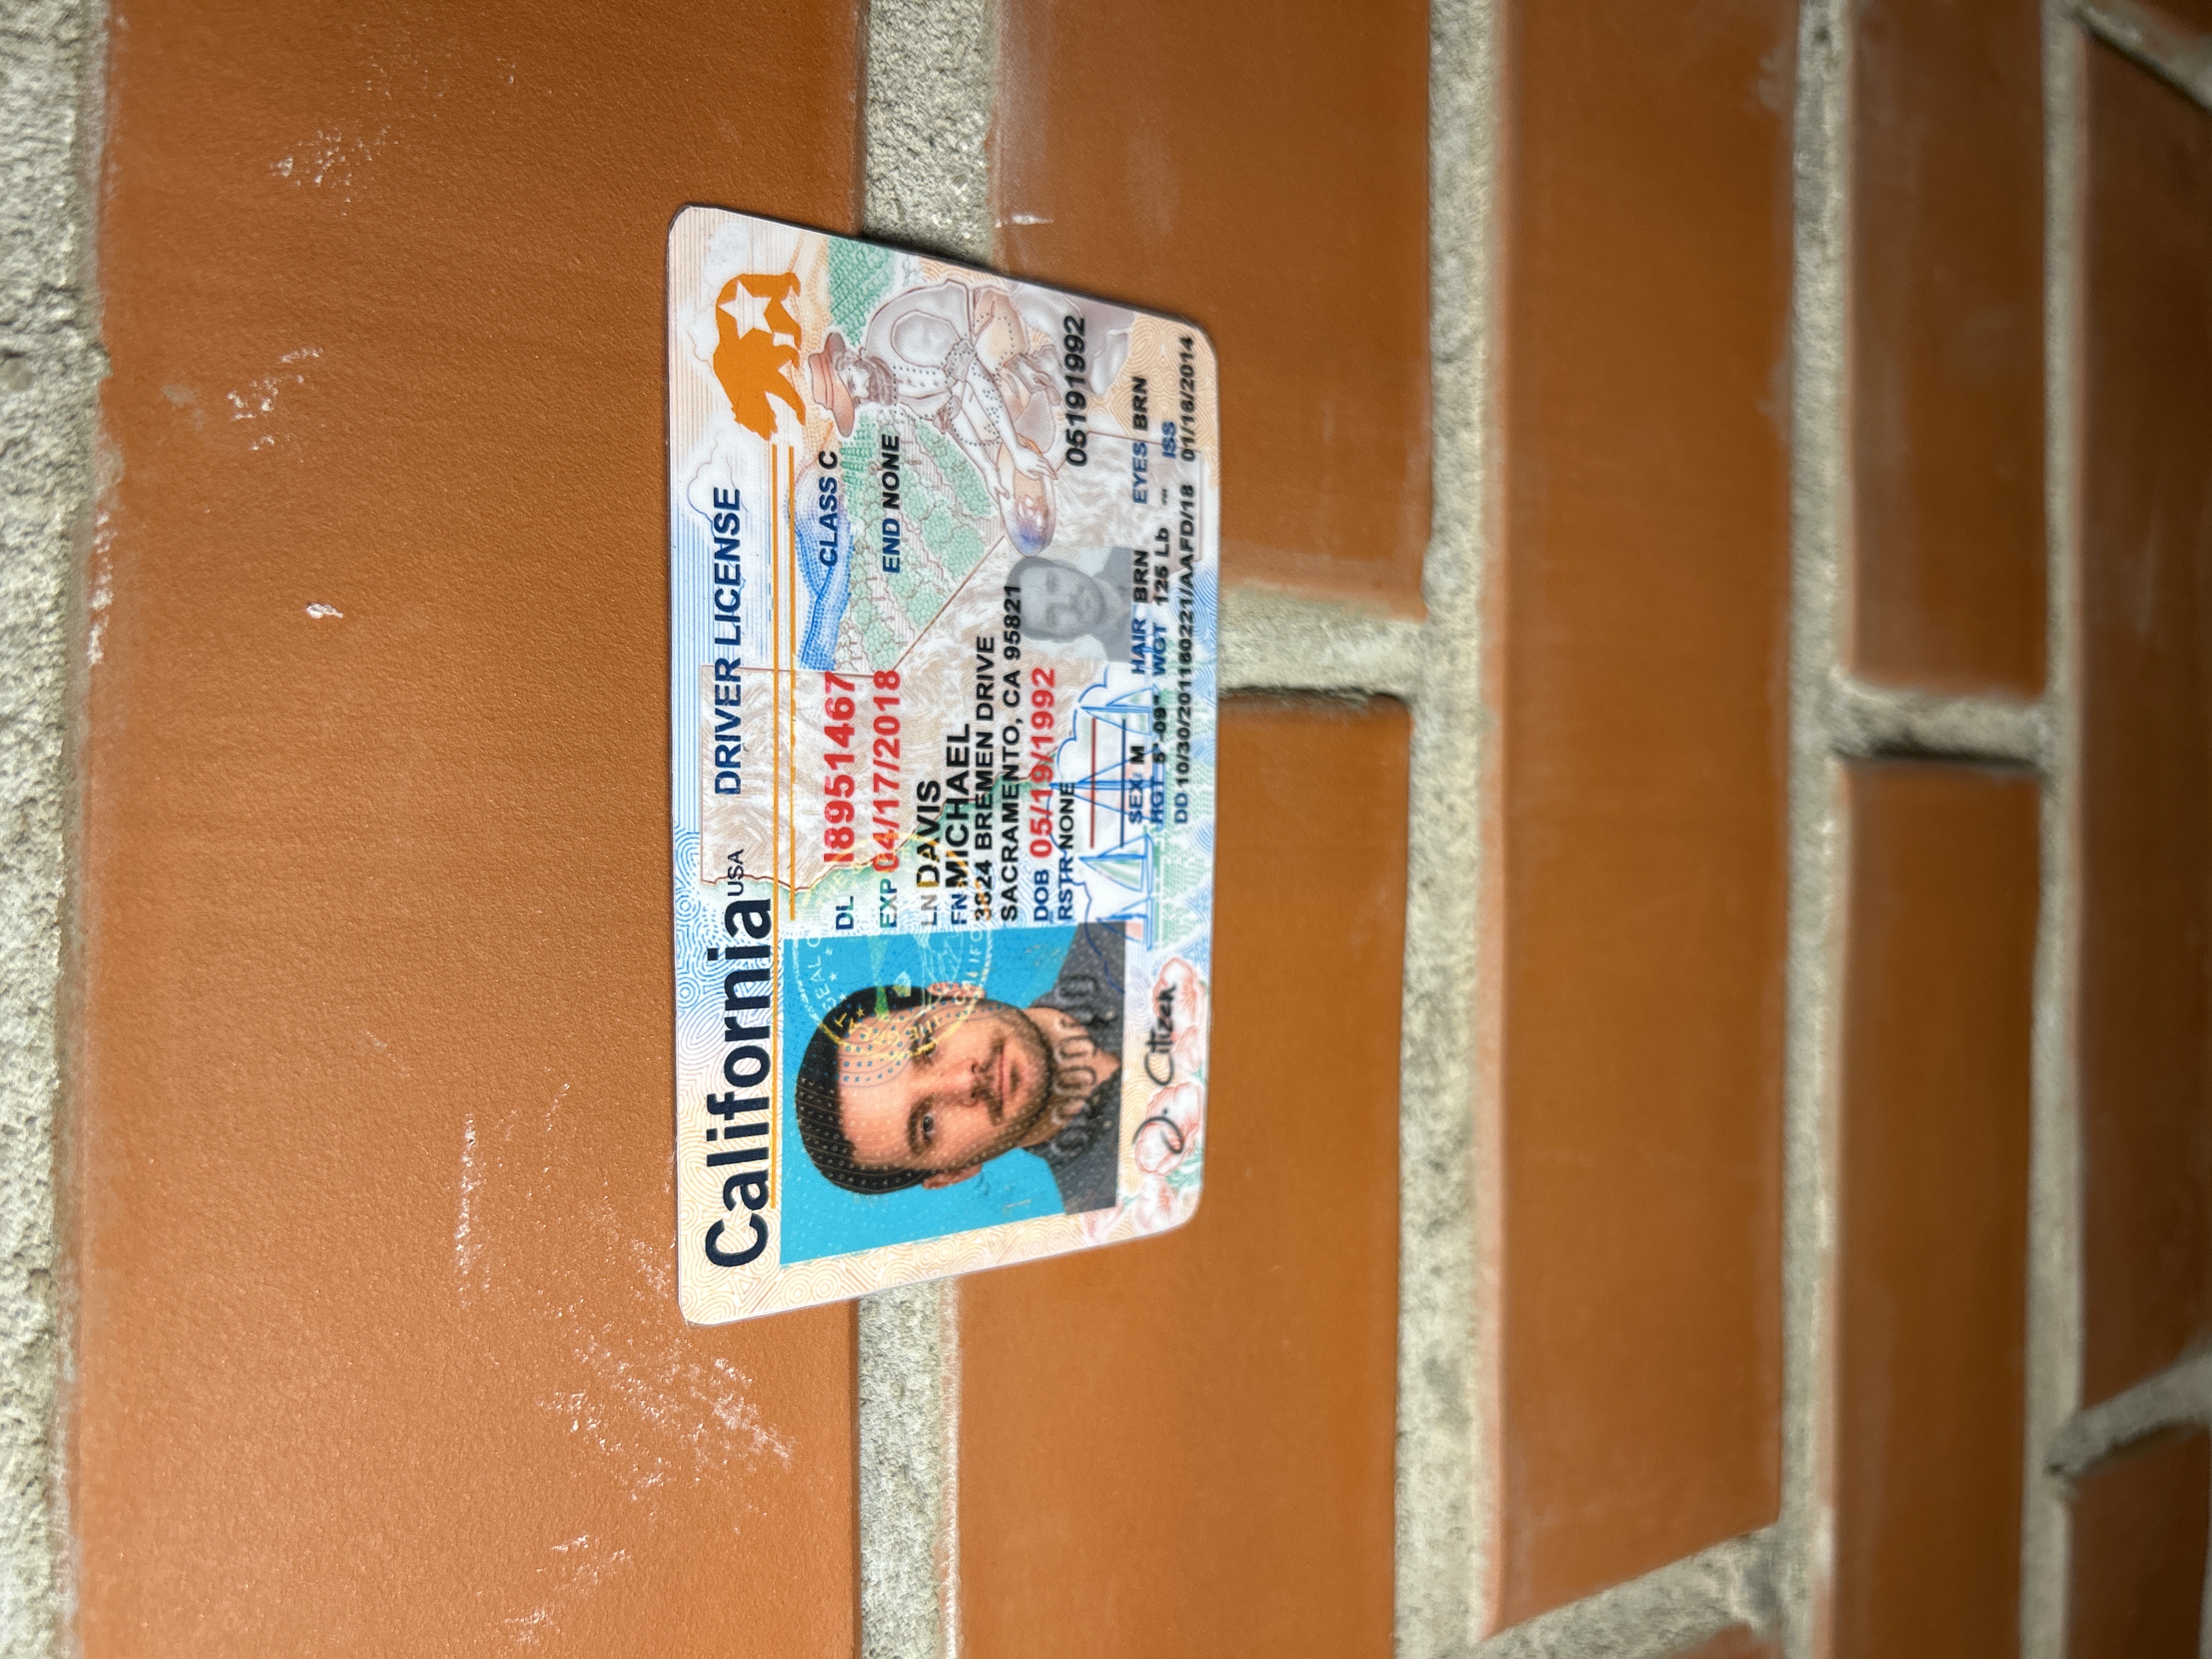 California USA DRIVER LICENSE
DL I8951467 CLASS C
EXP 04/17/2018 END NONE
LN DAVIS
FN MICHAEL
3824 BREMEN DRIVE
SACRAMENTO, CA 95821
DOB 05/19/1992
RSTR NONE 05191992
SEX M HAIR BRN EYES BRN
HGT 5'-09" WGT 125 Lb ISS
DD 10/30/201160221/AAFD/18 01/16/2014
J. Citizen